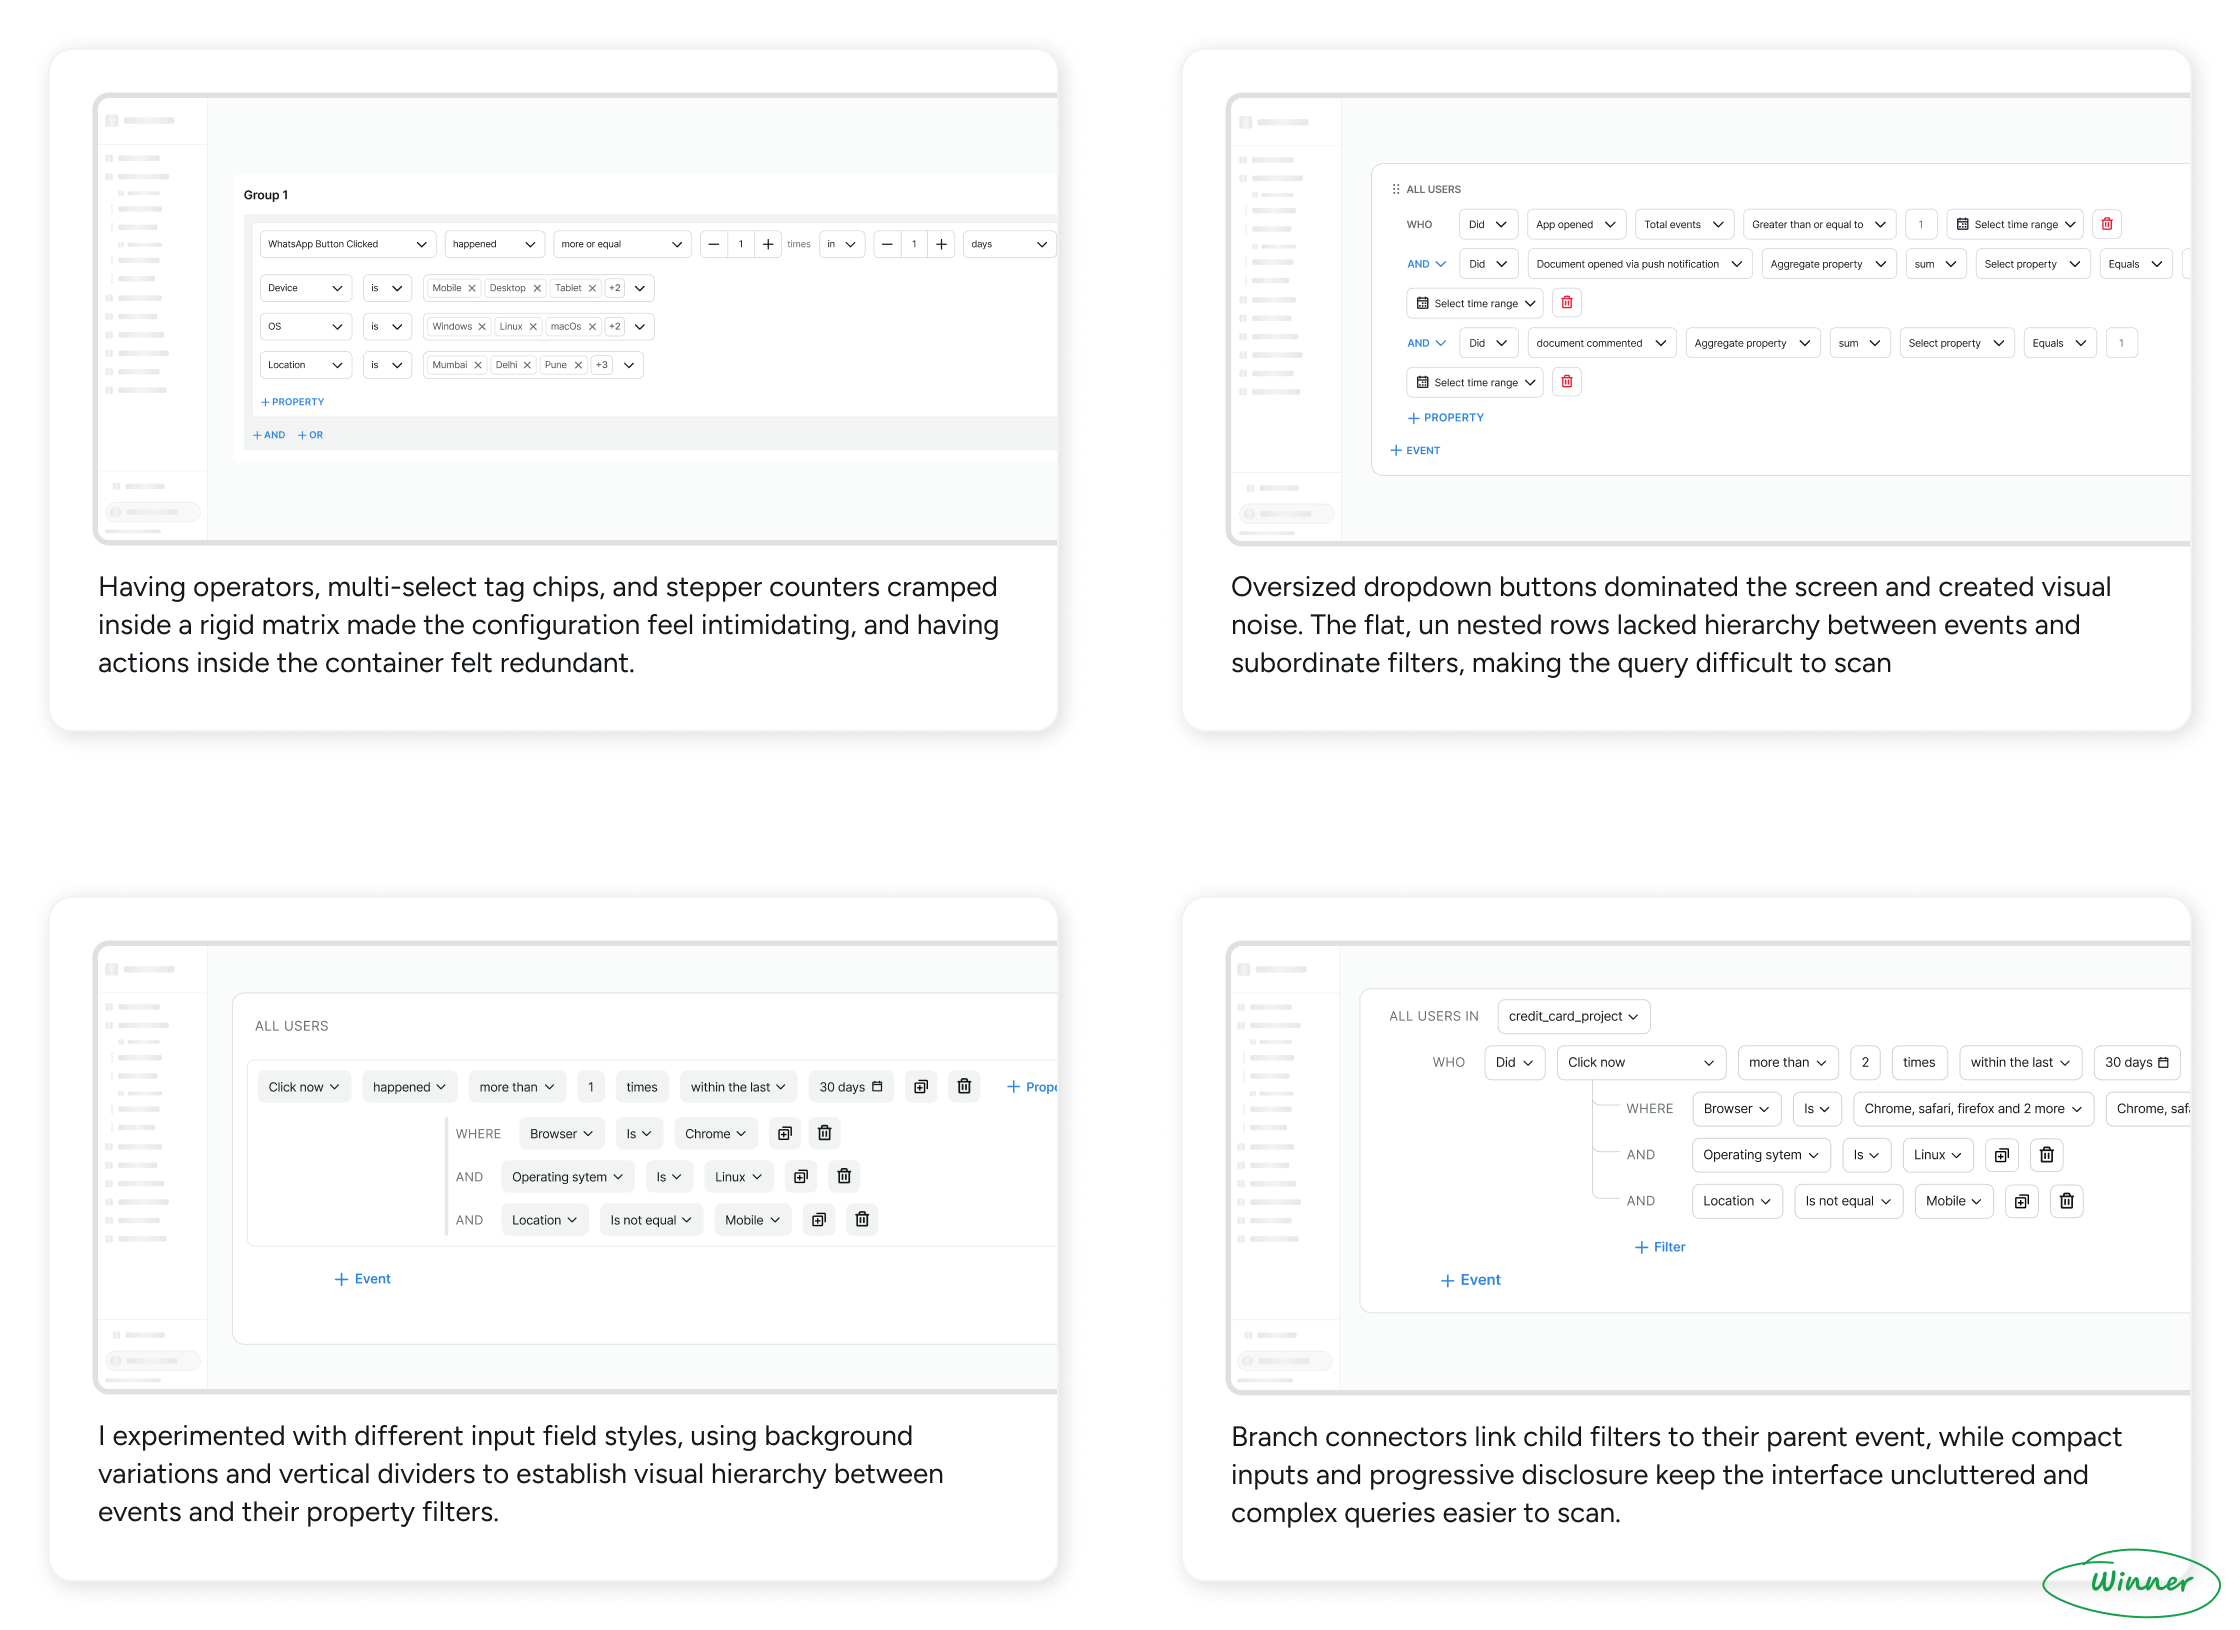 Group 1
WhatsApp Button Clicked happened more or equal 1 times in 1 days
Device is Mobile Desktop Tablet +2
OS is Windows Linux macOs +2
Location is Mumbai Delhi Pune +3
+ PROPERTY
+ AND + OR
Having operators, multi-select tag chips, and stepper counters cramped
inside a rigid matrix made the configuration feel intimidating, and having
actions inside the container felt redundant.
ALL USERS
WHO Did App opened Total events Greater than or equal to 1 Select time range
AND Did Document opened via push notification Aggregate property sum Select property Equals
Select time range
AND Did document commented Aggregate property sum Select property Equals 1
Select time range
+ PROPERTY
+ EVENT
Oversized dropdown buttons dominated the screen and created visual
noise. The flat, un nested rows lacked hierarchy between events and
subordinate filters, making the query difficult to scan
ALL USERS
Click now happened more than 1 times within the last 30 days + Prope
WHERE Browser Is Chrome
AND Operating sytem Is Linux
AND Location Is not equal Mobile
+ Event
I experimented with different input field styles, using background
variations and vertical dividers to establish visual hierarchy between
events and their property filters.
ALL USERS IN credit_card_project
WHO Did Click now more than 2 times within the last 30 days
WHERE Browser Is Chrome, safari, firefox and 2 more Chrome, saf
AND Operating sytem Is Linux
AND Location Is not equal Mobile
+ Filter
+ Event
Branch connectors link child filters to their parent event, while compact
inputs and progressive disclosure keep the interface uncluttered and
complex queries easier to scan.
Winner